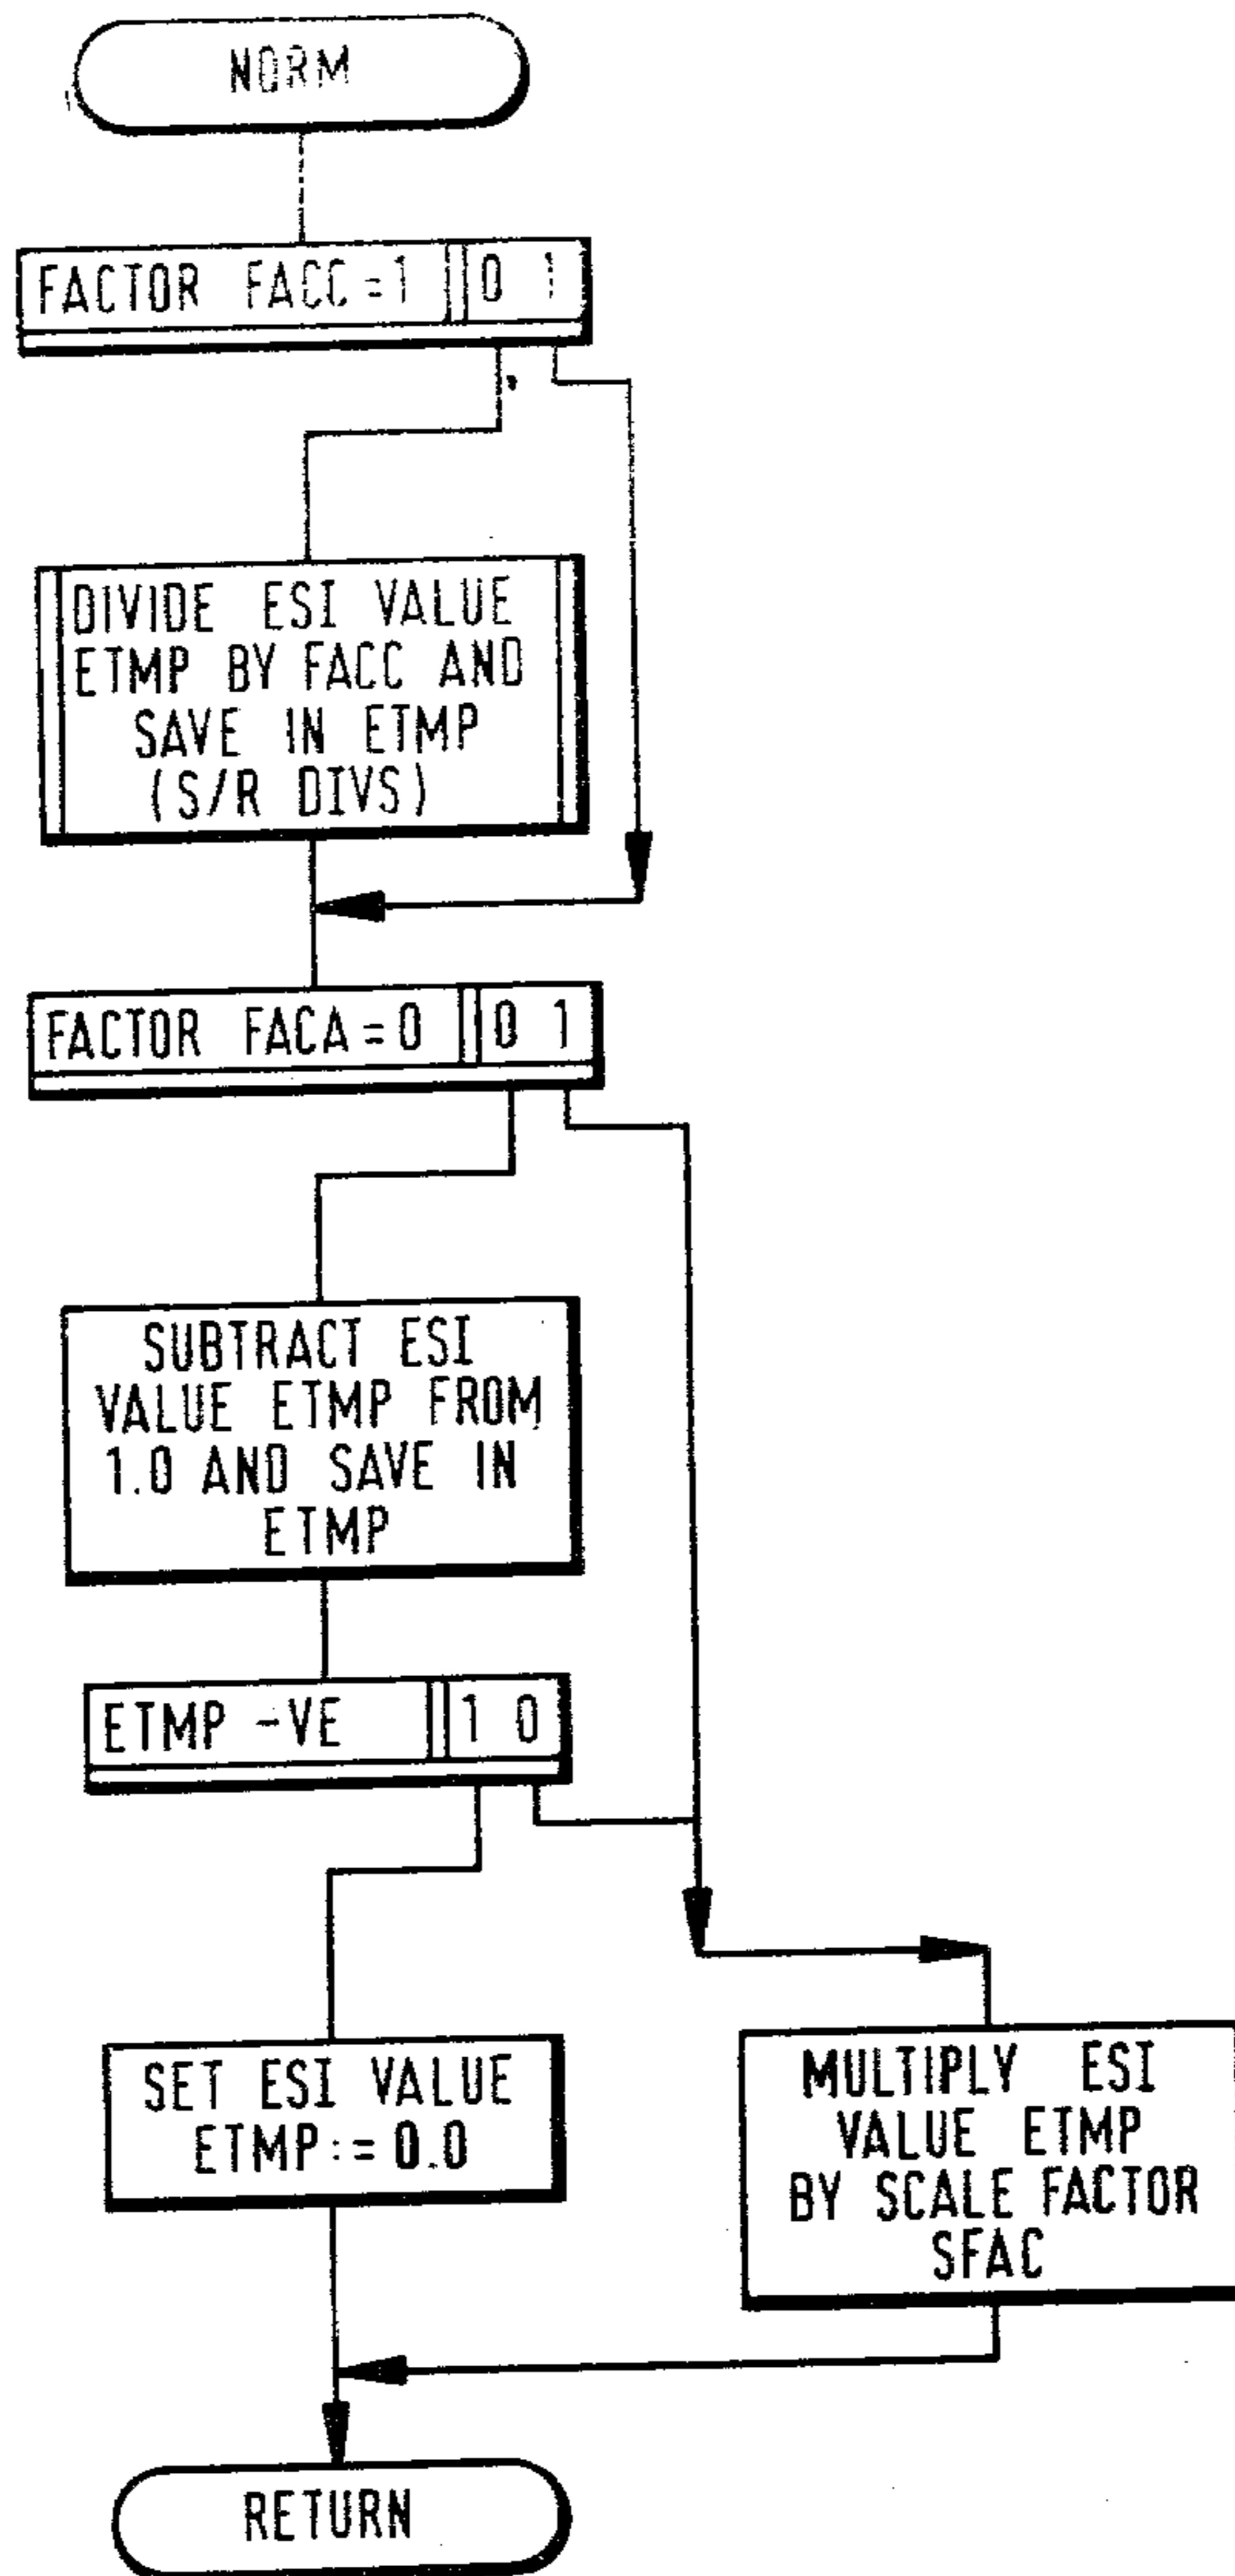 NORM
FACTOR FACC=1 0 1
DIVIDE ESI VALUE
ETMP BY FACC AND
SAVE IN ETMP
(S/R DIVS)
FACTOR FACA=0 0 1
SUBTRACT ESI
VALUE ETMP FROM
1.0 AND SAVE IN
ETMP
ETMP -VE 1 0
SET ESI VALUE
ETMP:=0.0
MULTIPLY ESI
VALUE ETMP
BY SCALE FACTOR
SFAC
RETURN